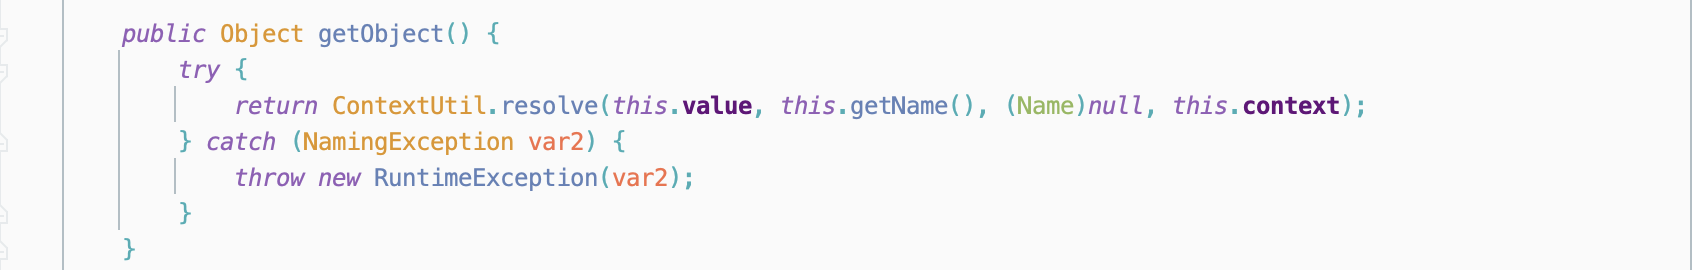 public Object getObject() {
try {
return ContextUtil.resolve(this.value, this.getName(), (Name)null, this.context);
} catch (NamingException var2) {
throw new RuntimeException(var2);
}
}